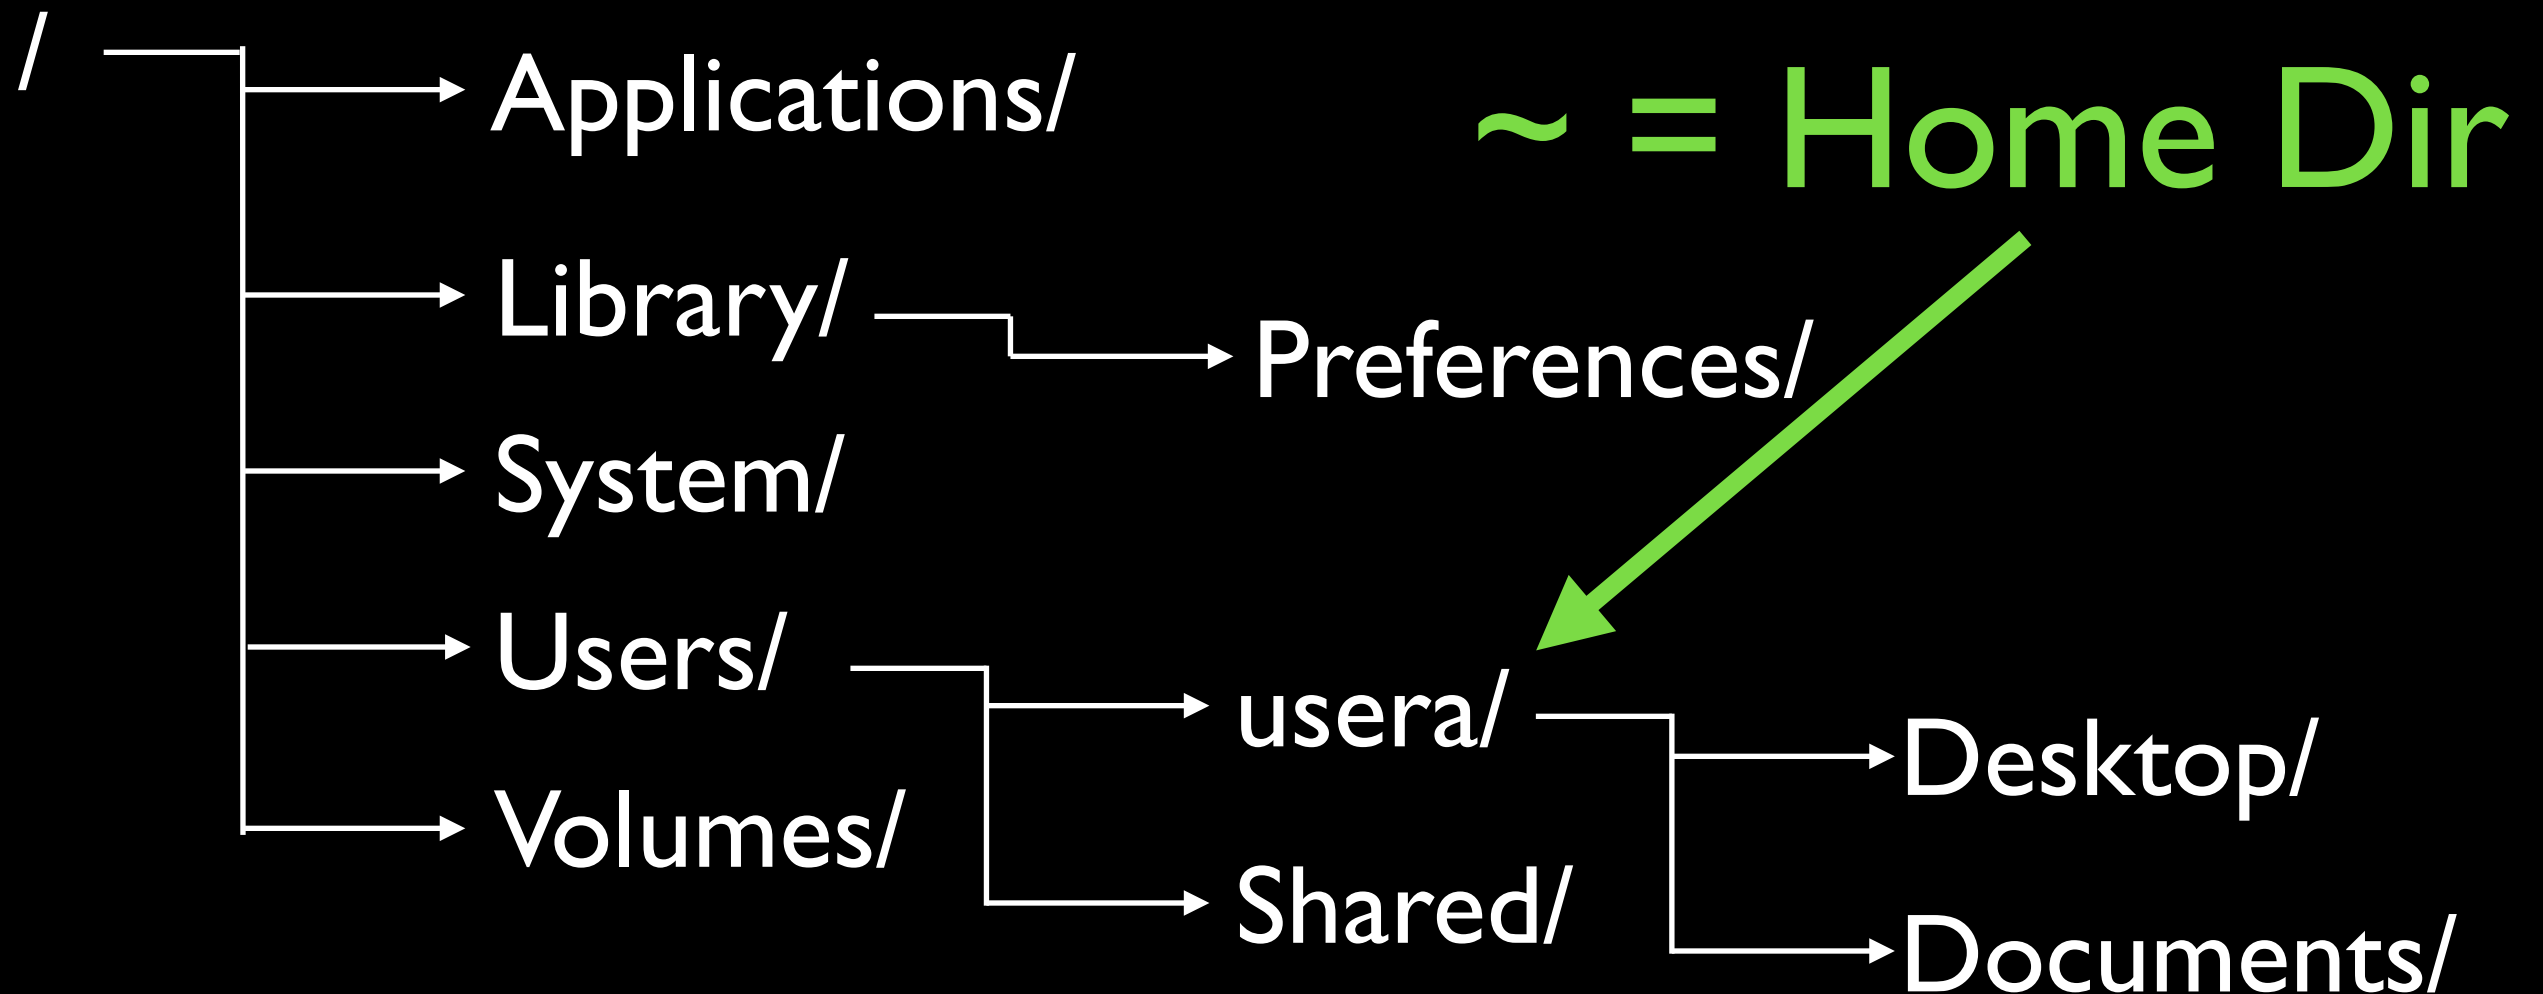 /
Applications/
~ = Home Dir
Library/
Preferences/
System/
Users/
usera/
Desktop/
Volumes/
Shared/
Documents/